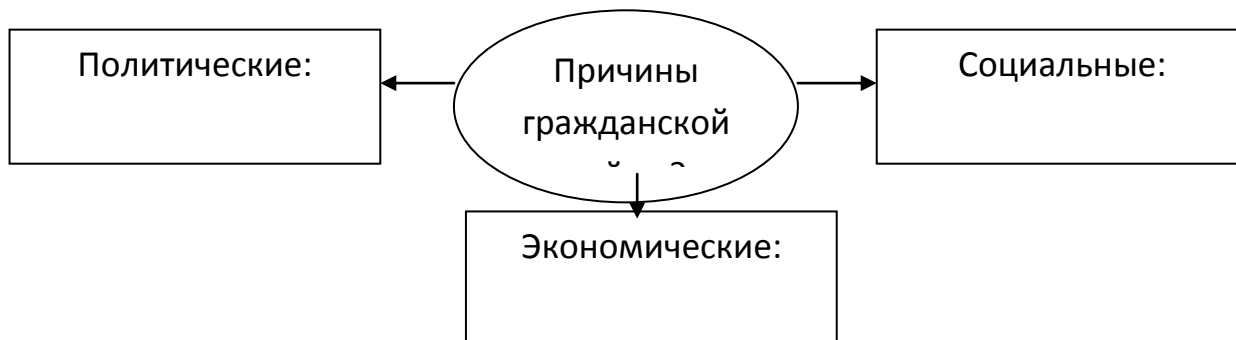 Политические:
Причины
гражданской
Социальные:
Экономические: